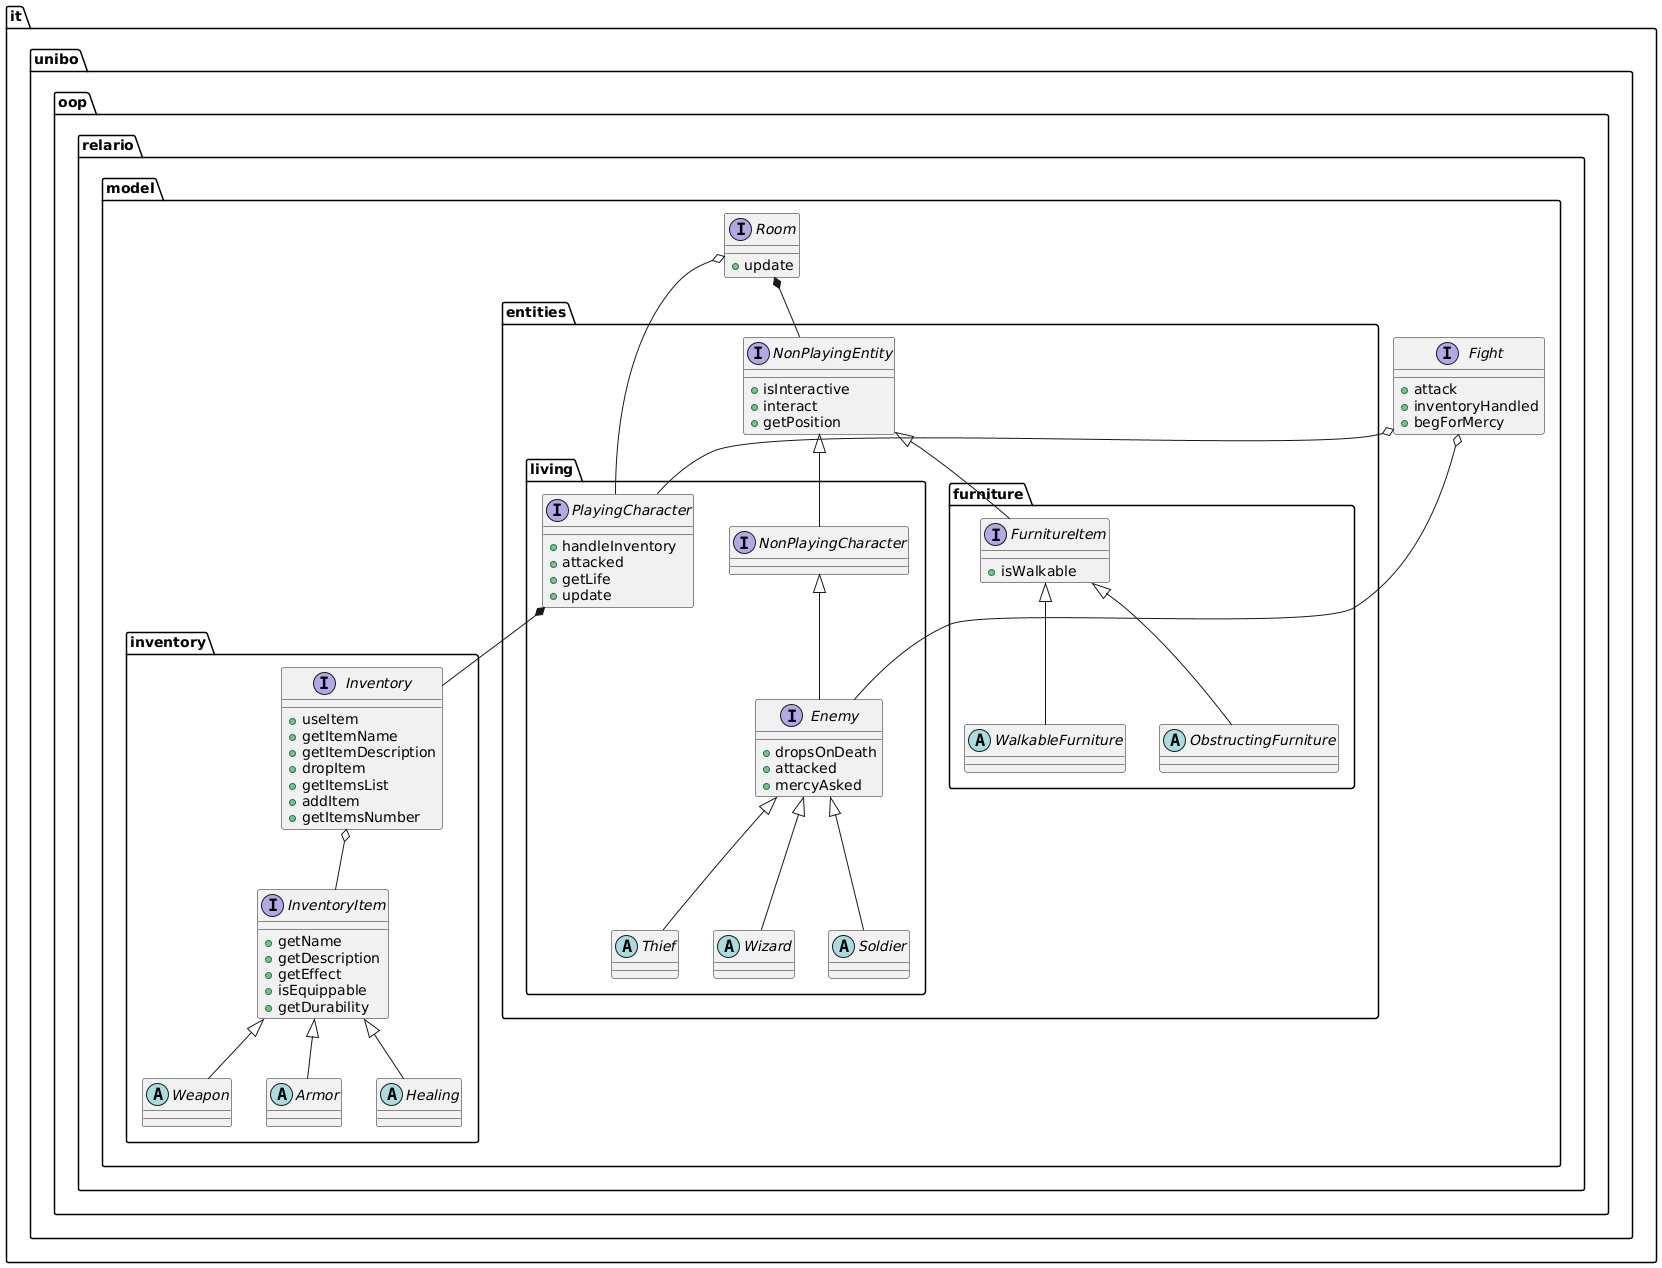 it
unibo
oop
relario
model
I Room
update
entities
I NonPlayingEntity
isInteractive
interact
getPosition
I Fight
attack
inventoryHandled
begForMercy
living
I PlayingCharacter
handleInventory
attacked
getLife
update
I NonPlayingCharacter
furniture
I FurnitureItem
isWalkable
inventory
I Inventory
useItem
getItemName
getItemDescription
dropItem
getItemsList
addItem
getItemsNumber
I Enemy
dropsOnDeath
attacked
mercyAsked
A WalkableFurniture
A ObstructingFurniture
I InventoryItem
getName
getDescription
getEffect
isEquippable
getDurability
A Thief
A Wizard
A Soldier
A Weapon
A Armor
A Healing